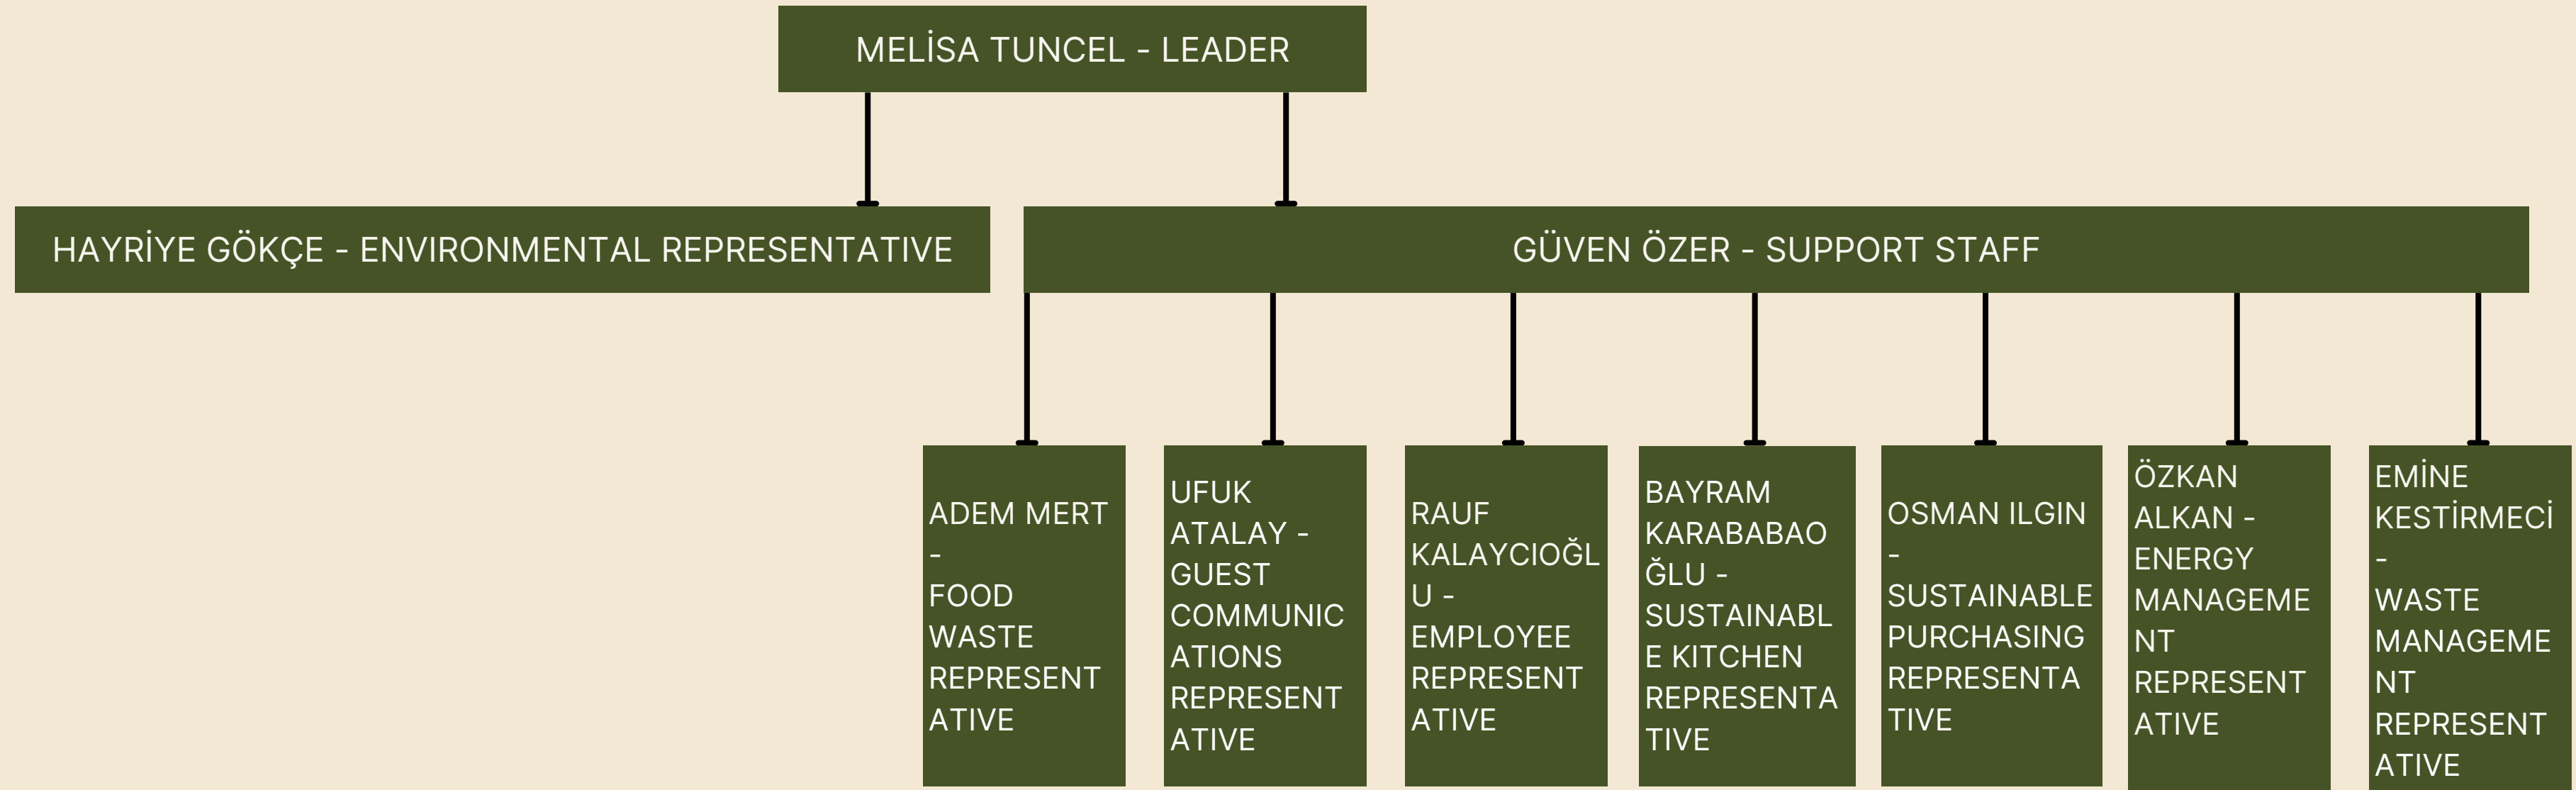 MELİSA TUNCEL - LEADER
HAYRİYE GÖKÇE - ENVIRONMENTAL REPRESENTATIVE
GÜVEN ÖZER - SUPPORT STAFF
ADEM MERT
-
FOOD
WASTE
REPRESENT
ATIVE
UFUK
ATALAY -
GUEST
COMMUNIC
ATIONS
REPRESENT
ATIVE
RAUF
KALAYCIOĞL
U -
EMPLOYEE
REPRESENT
ATIVE
BAYRAM
KARABABAO
ĞLU -
SUSTAINABL
E KITCHEN
REPRESENTA
TIVE
OSMAN ILGIN
-
SUSTAINABLE
PURCHASING
REPRESENTA
TIVE
ÖZKAN
ALKAN -
ENERGY
MANAGEME
NT
REPRESENT
ATIVE
EMİNE
KESTİRMECİ
-
WASTE
MANAGEME
NT
REPRESENT
ATIVE